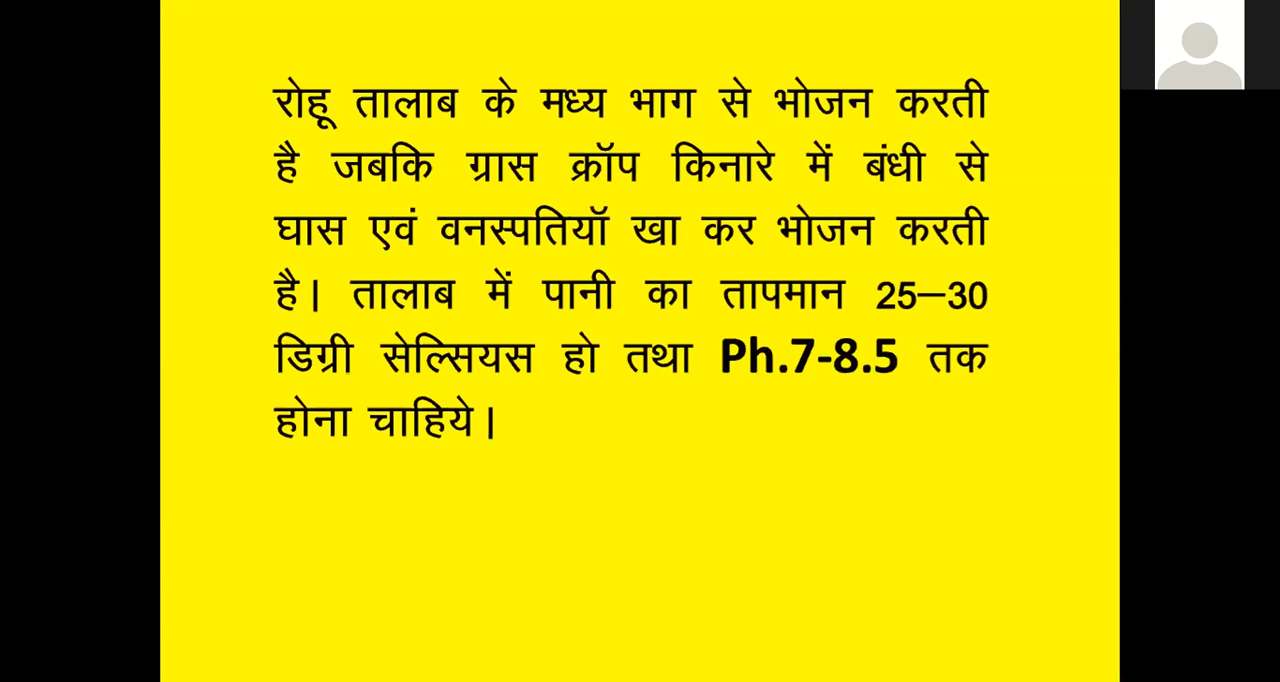 रोहू तालाब के मध्य भाग से भोजन करती
है जबकि ग्रास क्रॉप किनारे में बंधी से
घास एवं वनस्पतियॉ खा कर भोजन करती
है। तालाब में पानी का तापमान 25–30
डिग्री सेल्सियस हो तथा Ph.7-8.5 तक
होना चाहिये।